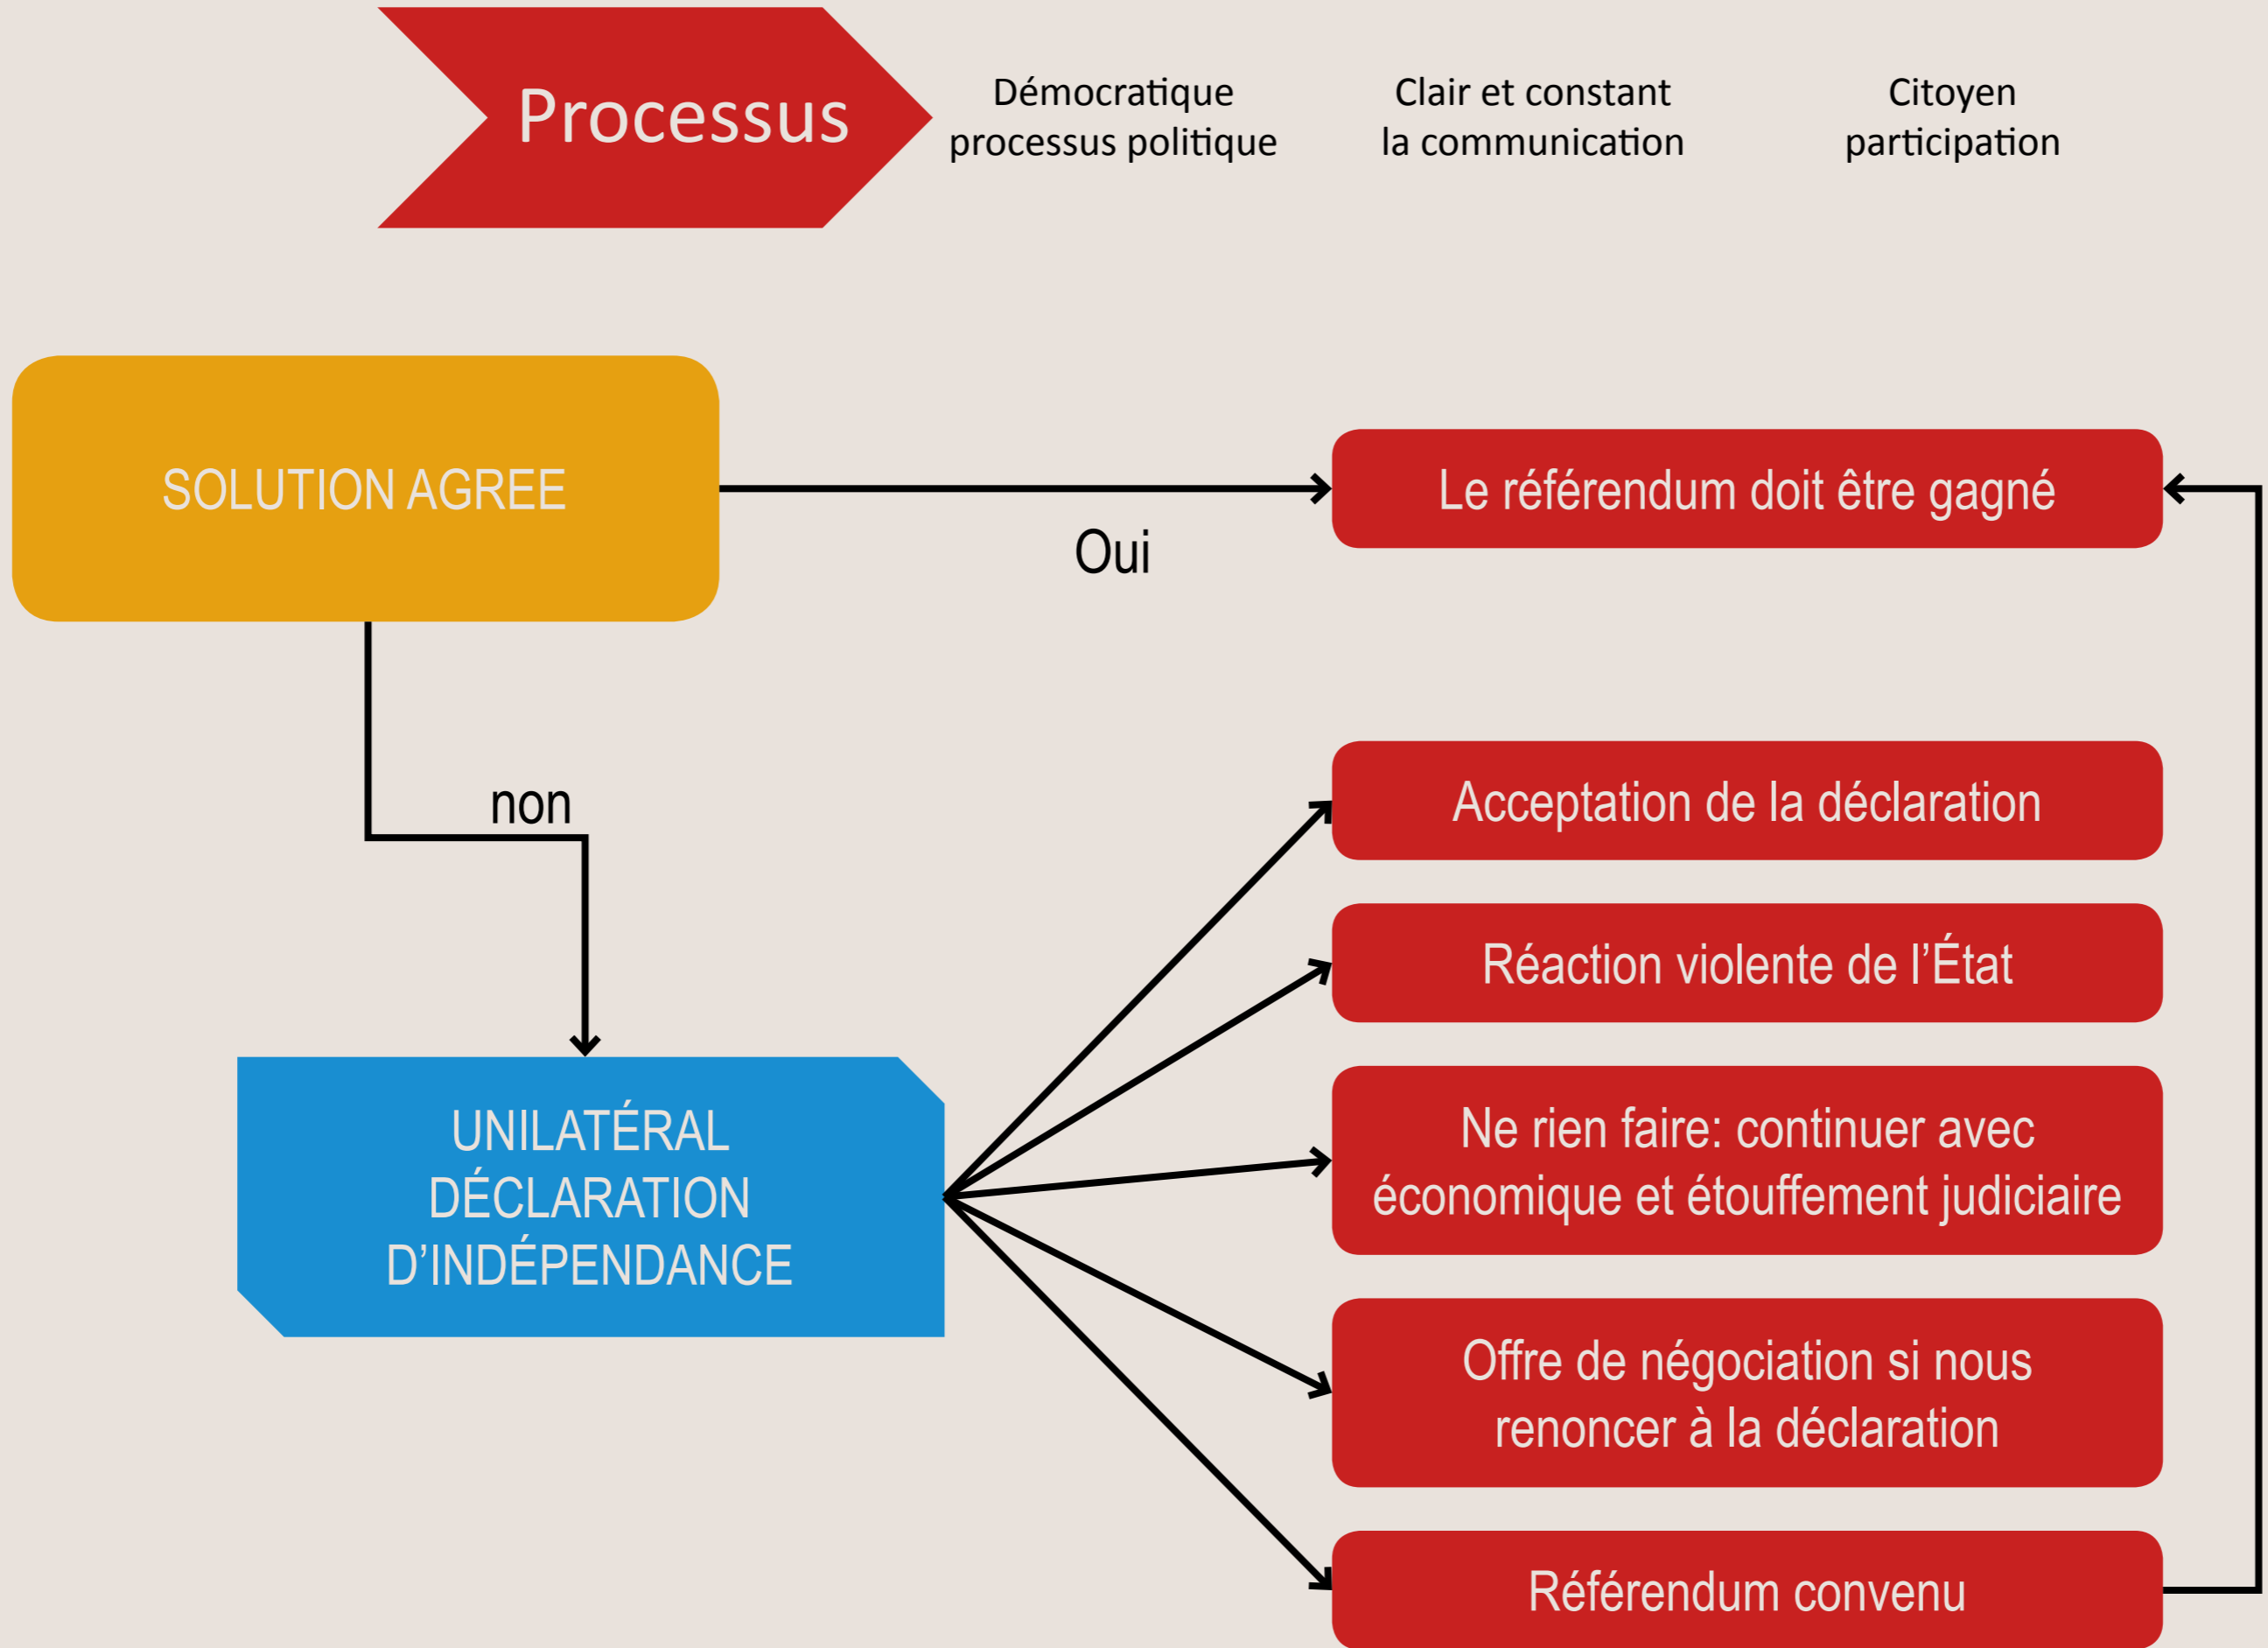 Processus
Démocratique
processus politique
Clair et constant
la communication
Citoyen
participation
SOLUTION AGREE
Oui
Le référendum doit être gagné
non
UNILATÉRAL
DÉCLARATION
D’INDÉPENDANCE
Acceptation de la déclaration
Réaction violente de l’État
Ne rien faire: continuer avec
économique et étouffement judiciaire
Offre de négociation si nous
renoncer à la déclaration
Référendum convenu